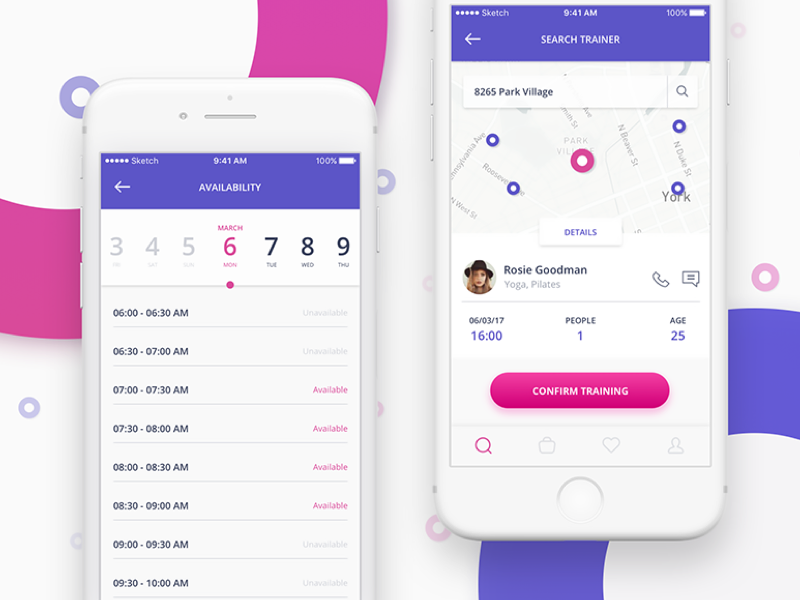 Sketch 9:41 AM 100%
AVAILABILITY
MARCH
3 4 5 6 7 8 9
FRI SAT SUN MON TUE WED THU
06:00 - 06:30 AM Unavailable
06:30 - 07:00 AM Unavailable
07:00 - 07:30 AM Available
07:30 - 08:00 AM Available
08:00 - 08:30 AM Available
08:30 - 09:00 AM Available
09:00 - 09:30 AM Unavailable
09:30 - 10:00 AM Unavailable
Sketch 9:41 AM 100%
SEARCH TRAINER
8265 Park Village
Smith St
Pennsylvania Ave
PARK
VILLAGE
N Beaver St
N Duke St
Roosevelt Ave
N West St
York
DETAILS
Rosie Goodman
Yoga, Pilates
06/03/17 PEOPLE AGE
16:00 1 25
CONFIRM TRAINING